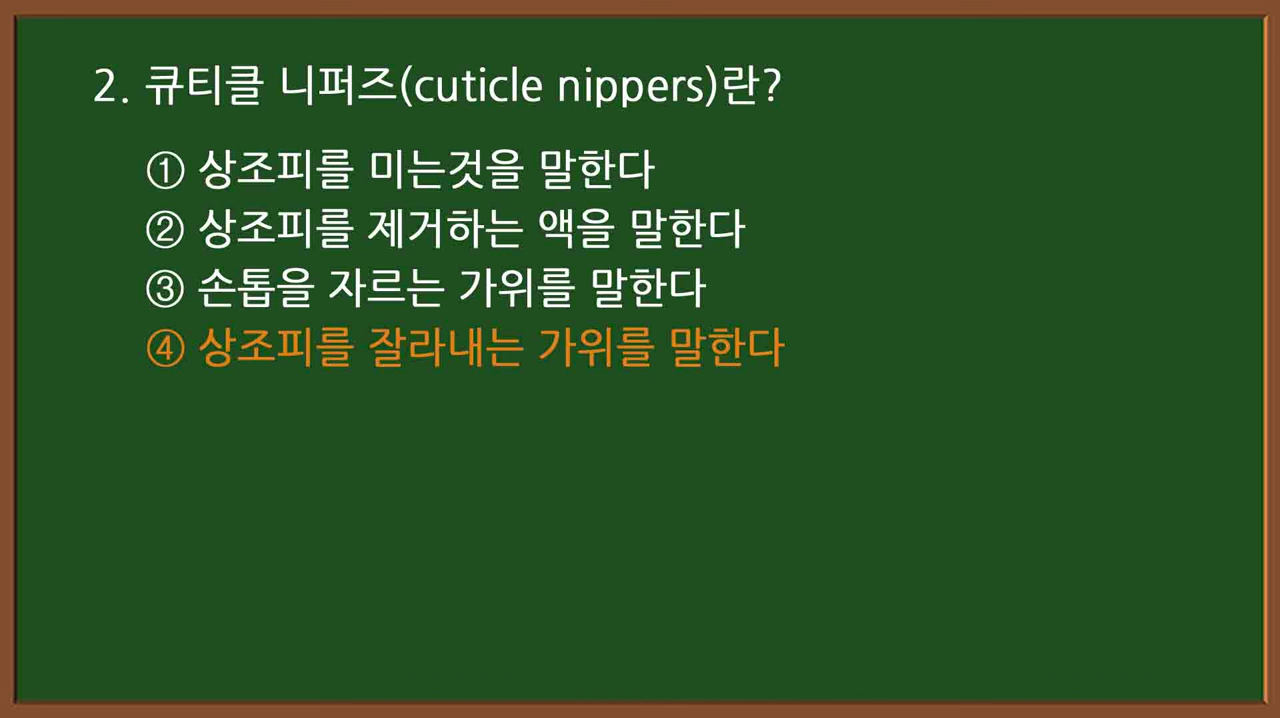 2. 큐티클 니퍼즈(cuticle nippers)란?
① 상조피를 미는것을 말한다
② 상조피를 제거하는 액을 말한다
③ 손톱을 자르는 가위를 말한다
④ 상조피를 잘라내는 가위를 말한다